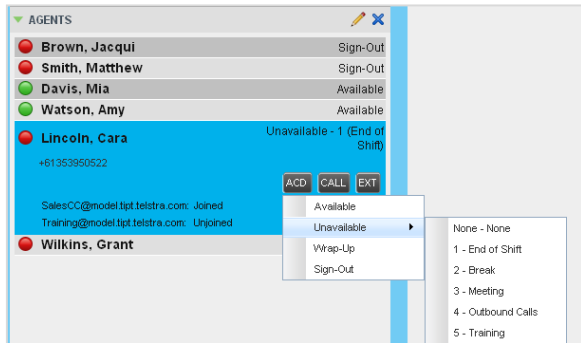 AGENTS
Brown, Jacqui Sign-Out
Smith, Matthew Sign-Out
Davis, Mia Available
Watson, Amy Available
Lincoln, Cara Unavailable - 1 (End of
Shift)
+61353950522
ACD CALL EXT
SalesCC@model.tipt.telstra.com: Joined
Training@model.tipt.telstra.com: Unjoined
Wilkins, Grant
Available
Unavailable
Wrap-Up
Sign-Out
None - None
1 - End of Shift
2 - Break
3 - Meeting
4 - Outbound Calls
5 - Training